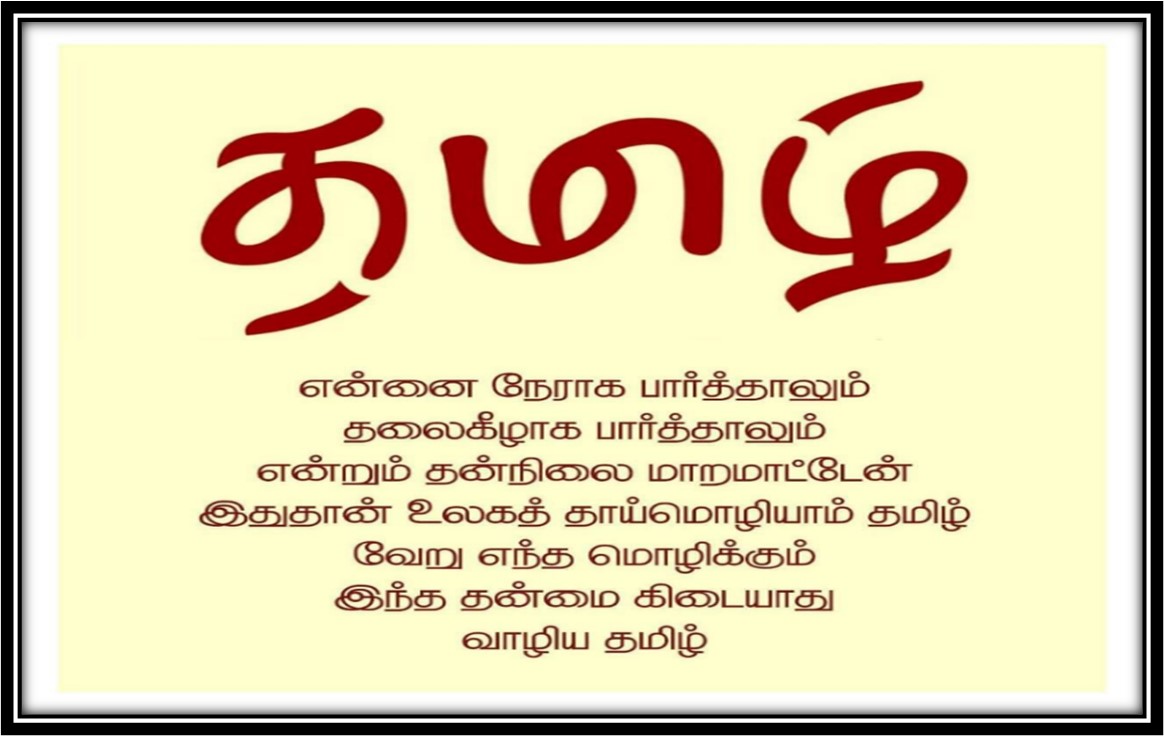 தமிழ்
என்னை நேராக பார்த்தாலும்
தலைகீழாக பார்த்தாலும்
என்றும் தன்நிலை மாறமாட்டேன்
இதுதான் உலகத் தாய்மொழியாம் தமிழ்
வேறு எந்த மொழிக்கும்
இந்த தன்மை கிடையாது
வாழிய தமிழ்